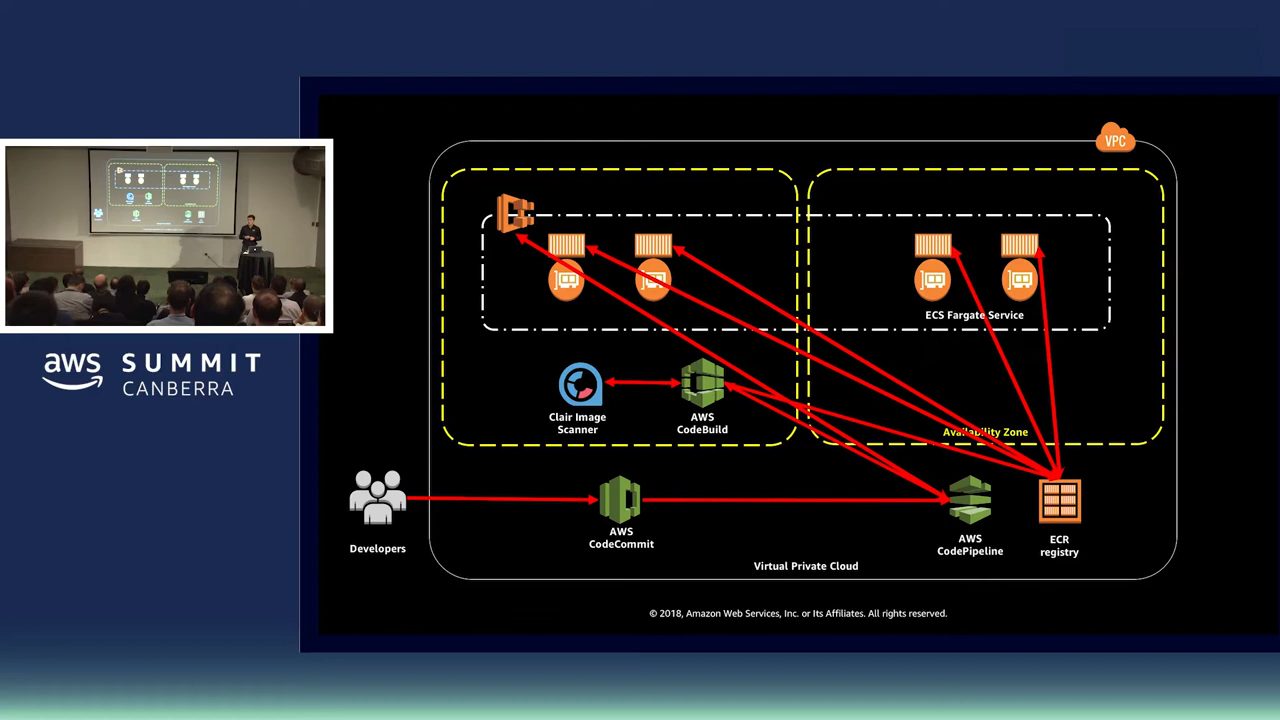 VPC
ECS Fargate Service
Clair Image
Scanner
AWS
CodeBuild
Availability Zone
aws SUMMIT
CANBERRA
Developers
AWS
CodeCommit
AWS
CodePipeline
ECR
registry
Virtual Private Cloud
© 2018, Amazon Web Services, Inc. or Its Affiliates. All rights reserved.